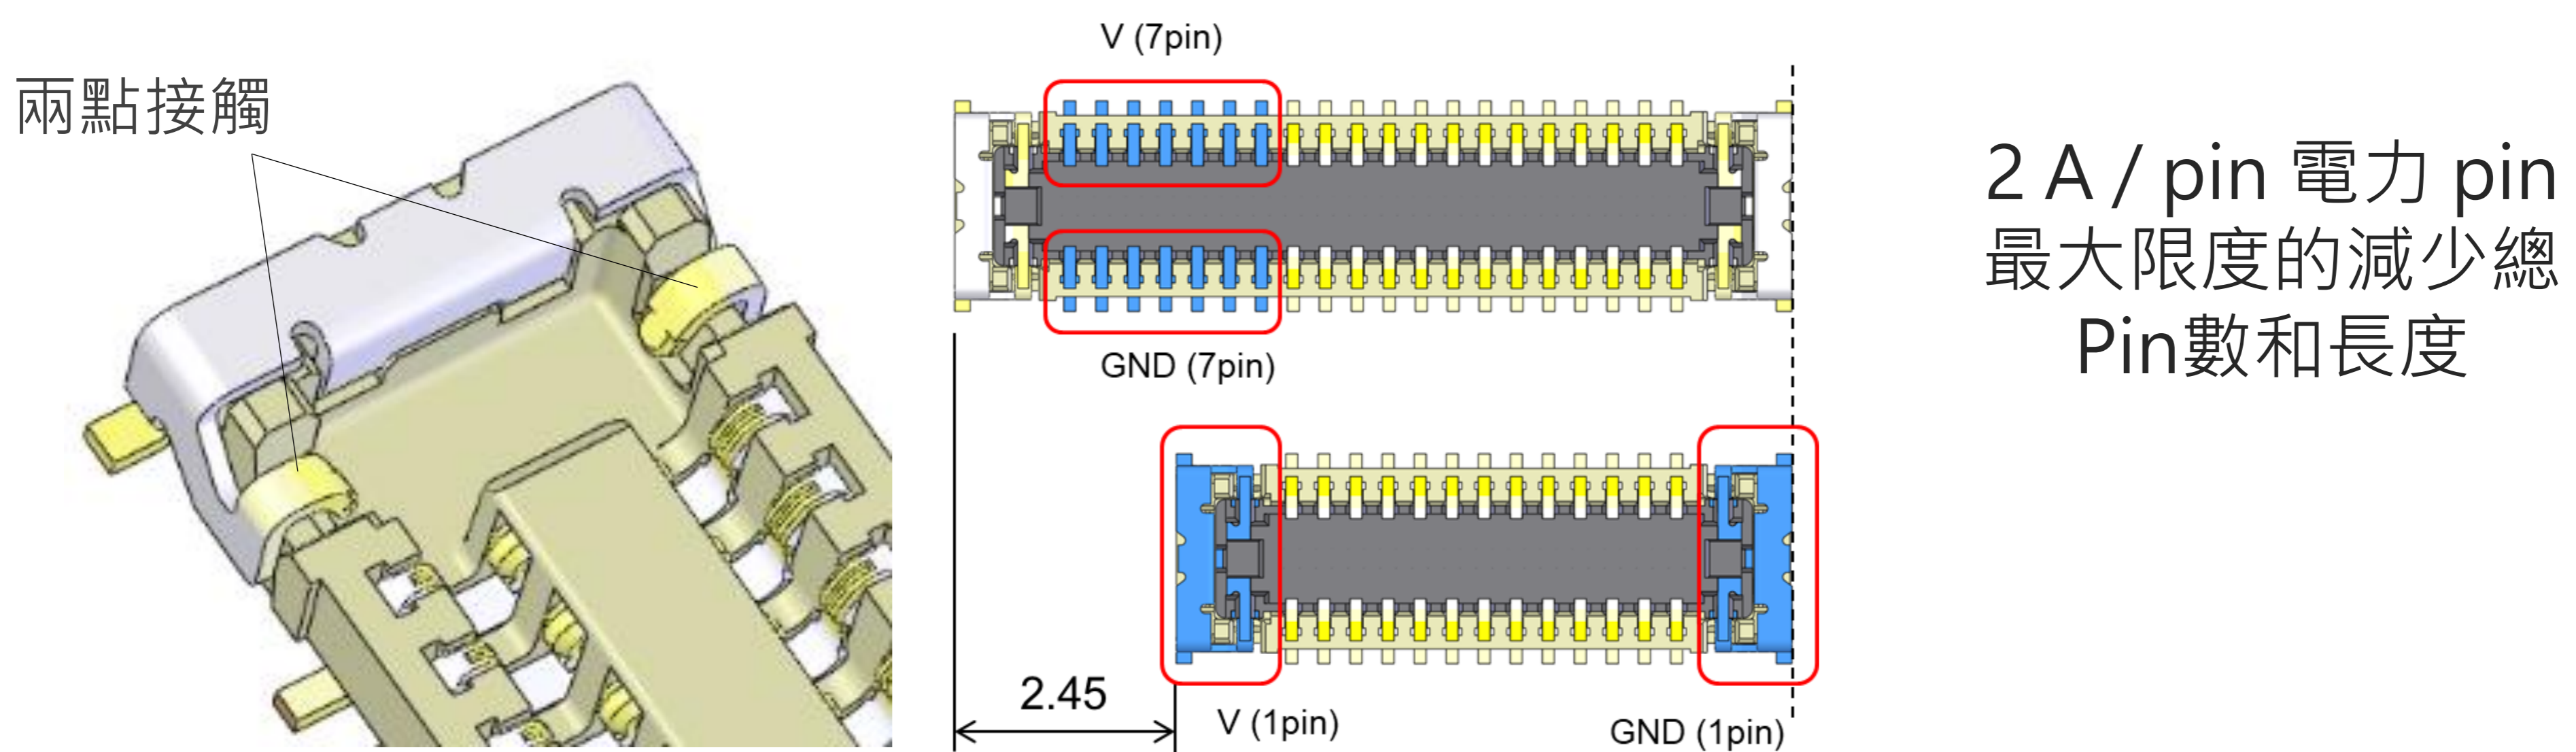 兩點接觸
V (7pin)
GND (7pin)
2.45
V (1pin)
GND (1pin)
2 A / pin 電力 pin
最大限度的減少總
Pin數和長度